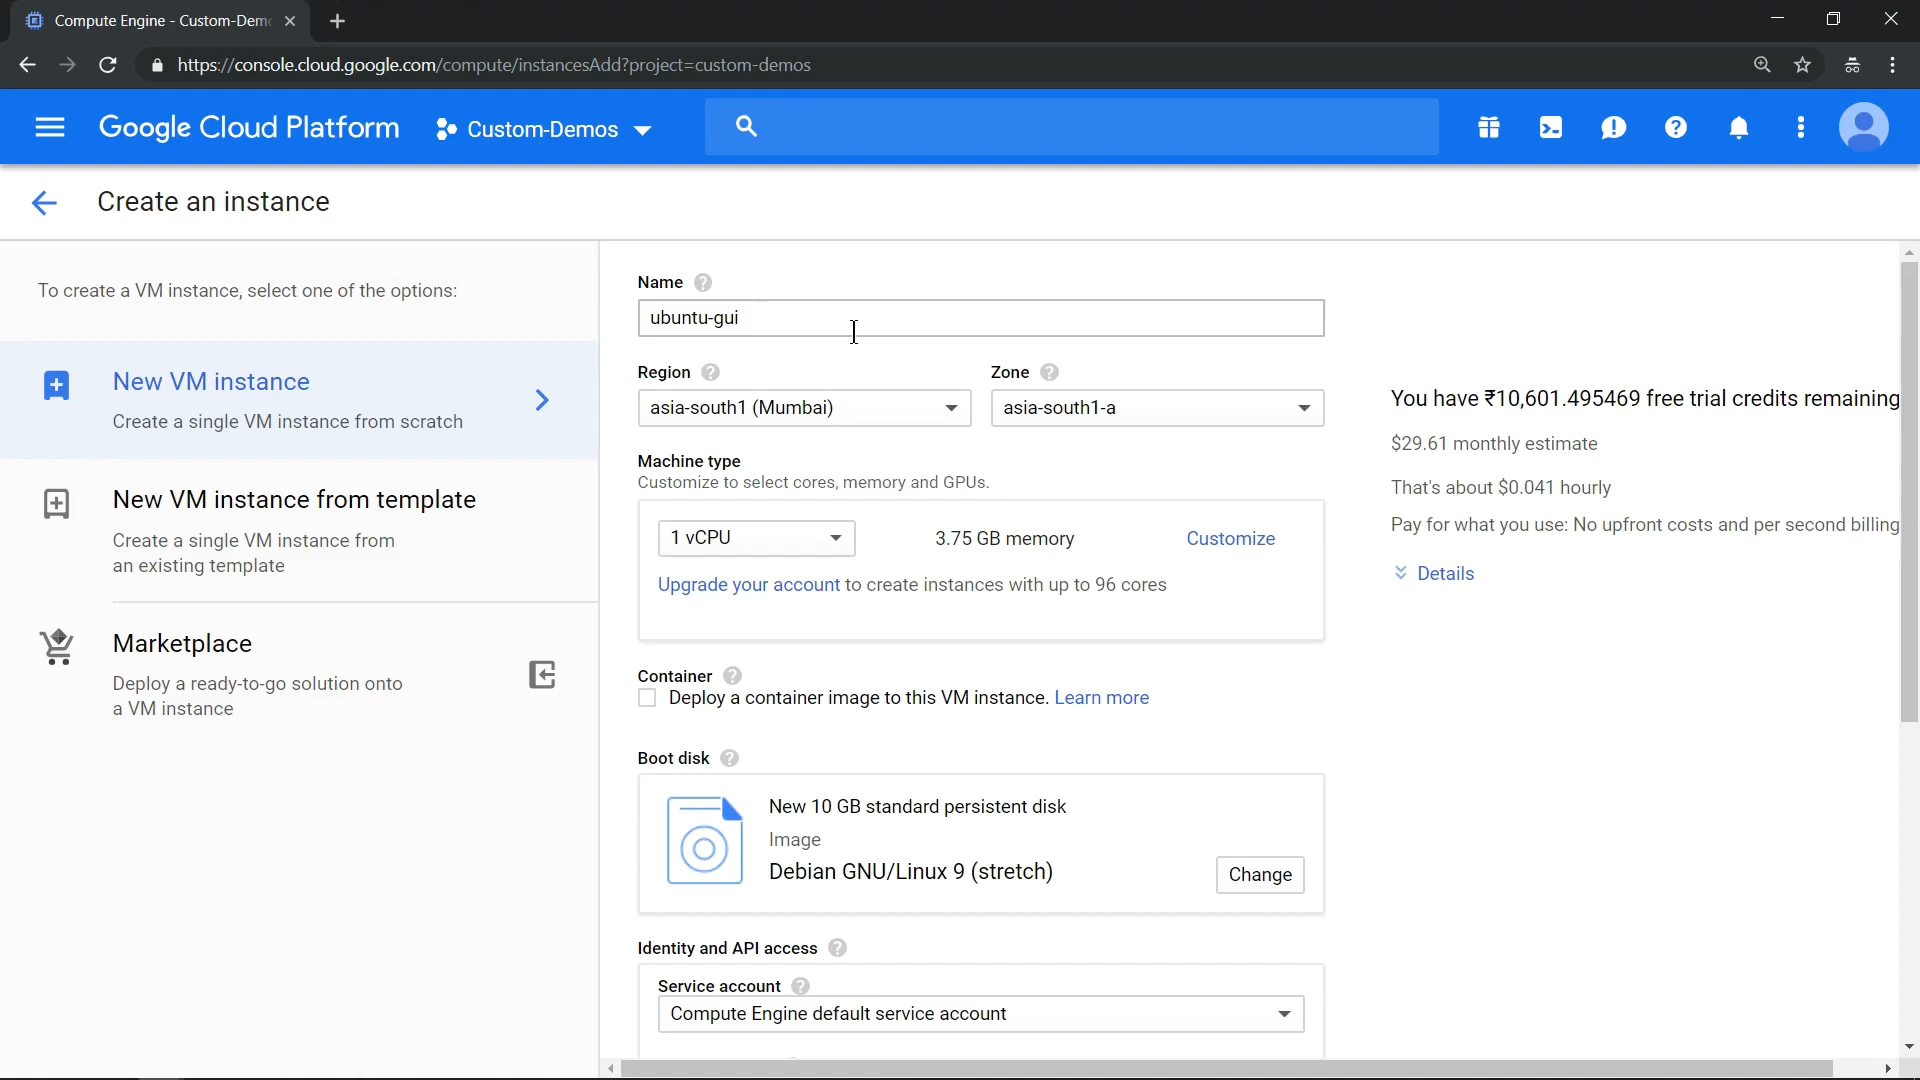 Compute Engine - Custom-Dem
https://console.cloud.google.com/compute/instancesAdd?project=custom-demos
Google Cloud Platform
Custom-Demos
Create an instance
To create a VM instance, select one of the options:
New VM instance
Create a single VM instance from scratch
New VM instance from template
Create a single VM instance from
an existing template
Marketplace
Deploy a ready-to-go solution onto
a VM instance
Name
ubuntu-gui
Region
Zone
asia-south1 (Mumbai)
asia-south1-a
Machine type
Customize to select cores, memory and GPUs.
1 vCPU
3.75 GB memory
Customize
Upgrade your account to create instances with up to 96 cores
Container
Deploy a container image to this VM instance. Learn more
Boot disk
New 10 GB standard persistent disk
Image
Debian GNU/Linux 9 (stretch)
Change
Identity and API access
Service account
Compute Engine default service account
You have ₹10,601.495469 free trial credits remaining
$29.61 monthly estimate
That's about $0.041 hourly
Pay for what you use: No upfront costs and per second billing
Details